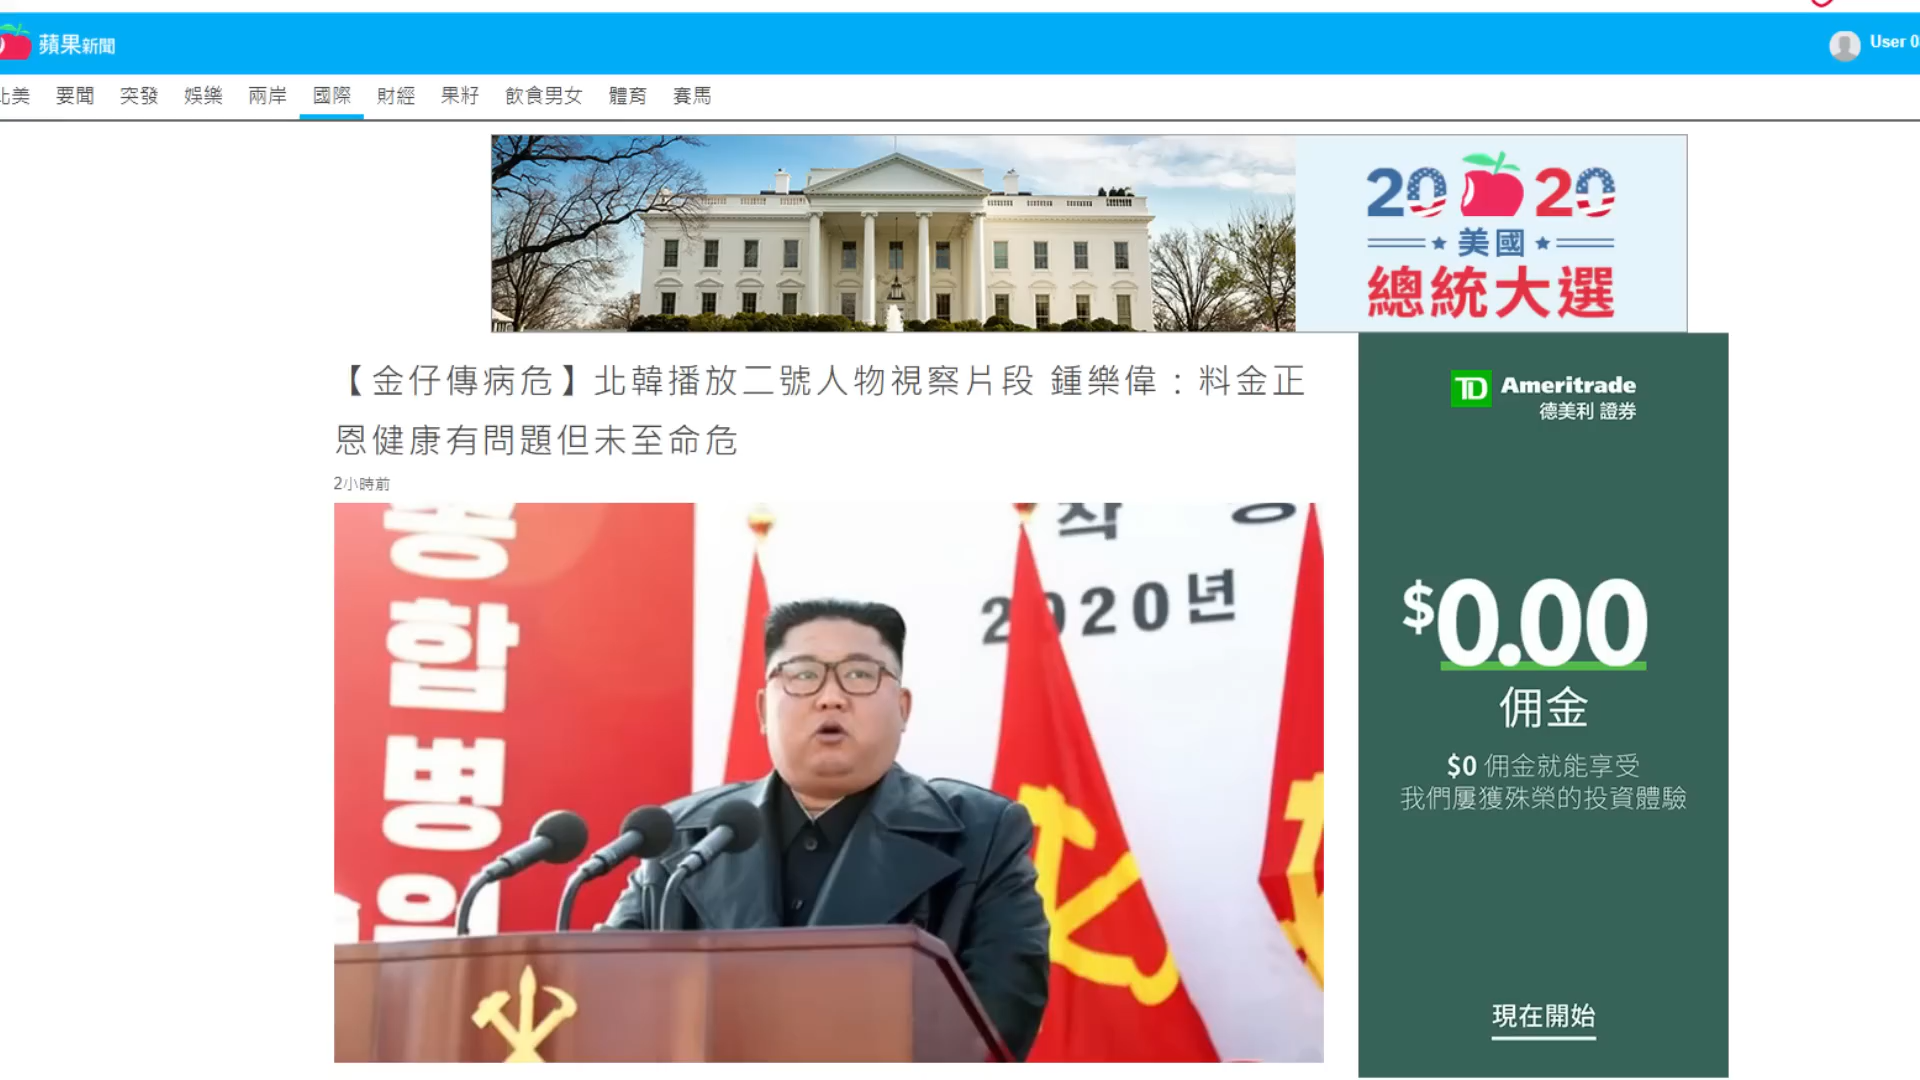 蘋果新聞
User 0
北美 要聞 突發 娛樂 兩岸 國際 財經 果籽 飲食男女 體育 賽馬
2020
美國
總統大選
【金仔傳病危】北韓播放二號人物視察片段 鍾樂偉：料金正
恩健康有問題但未至命危
2小時前
종합병원
착
2020년
TD Ameritrade
德美利 證券
$0.00
佣金
$0 佣金就能享受
我們屢獲殊榮的投資體驗
現在開始